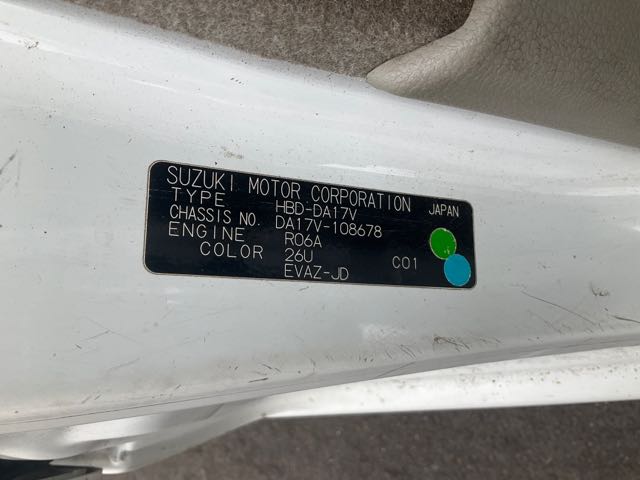 SUZUKI MOTOR CORPORATION
TYPE HBD-DA17V JAPAN
CHASSIS NO. DA17V-108678
ENGINE R06A
COLOR 26U C01
EVAZ-JD